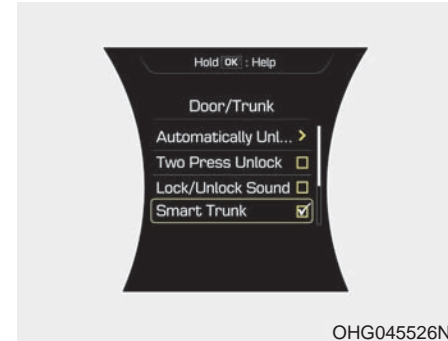 Hold OK : Help
Door/Trunk
Automatically Unl... >
Two Press Unlock
Lock/Unlock Sound
Smart Trunk
OHG045526N